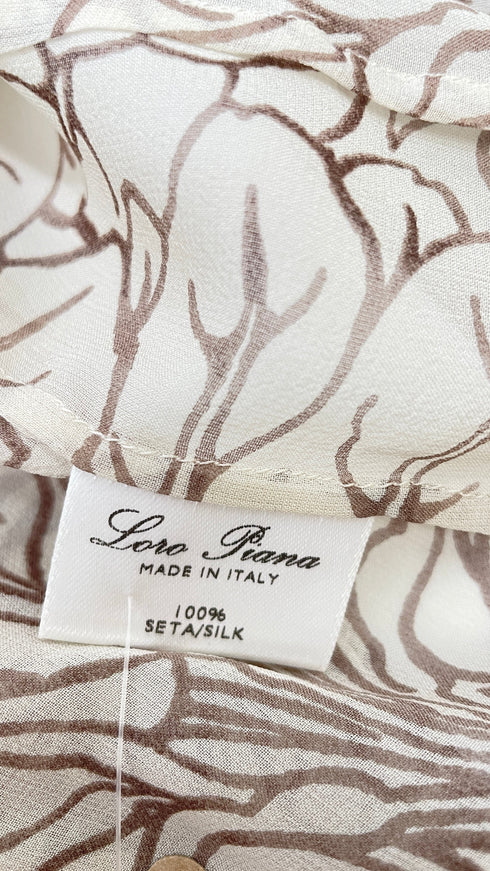 Loro Piana
MADE IN ITALY
100%
SETA/SILK